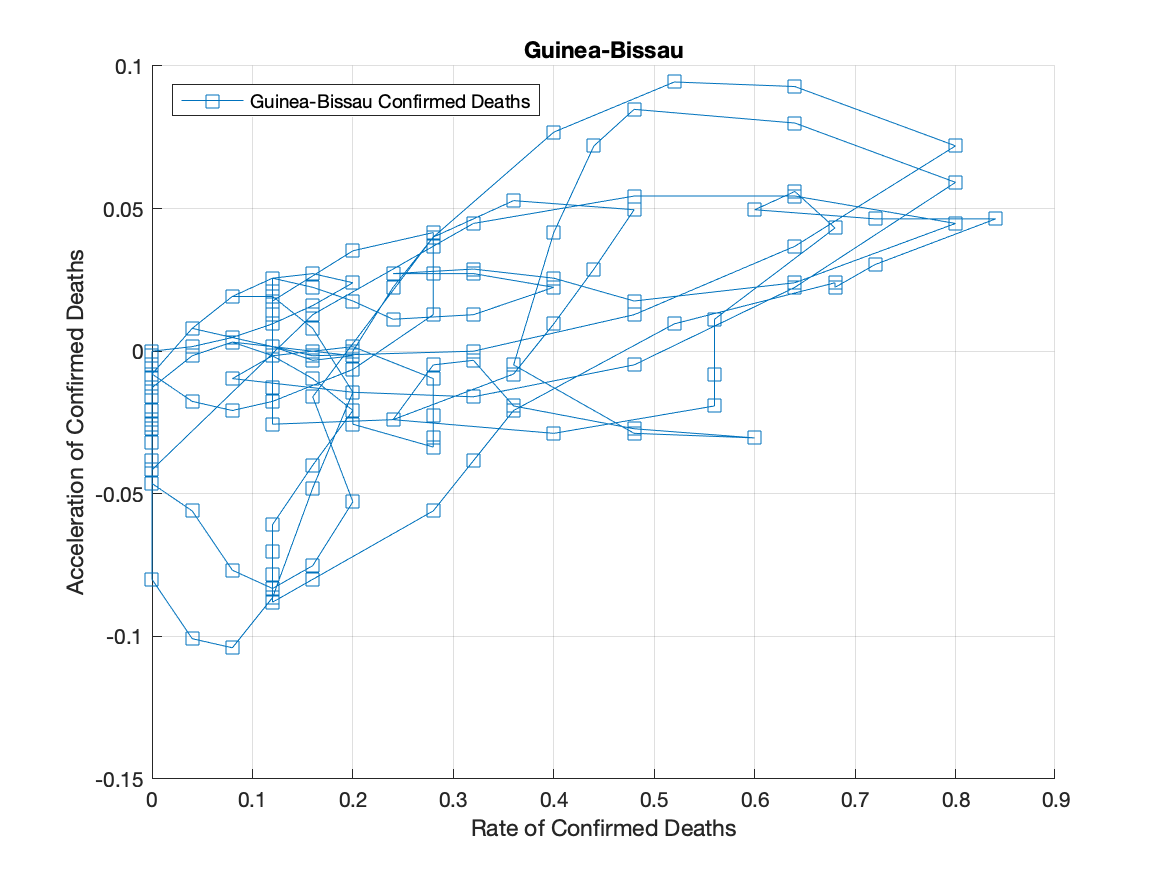 Guinea-Bissau
Guinea-Bissau Confirmed Deaths
Acceleration of Confirmed Deaths
0.1
0.05
0
-0.05
-0.1
-0.15
0 0.1 0.2 0.3 0.4 0.5 0.6 0.7 0.8 0.9
Rate of Confirmed Deaths